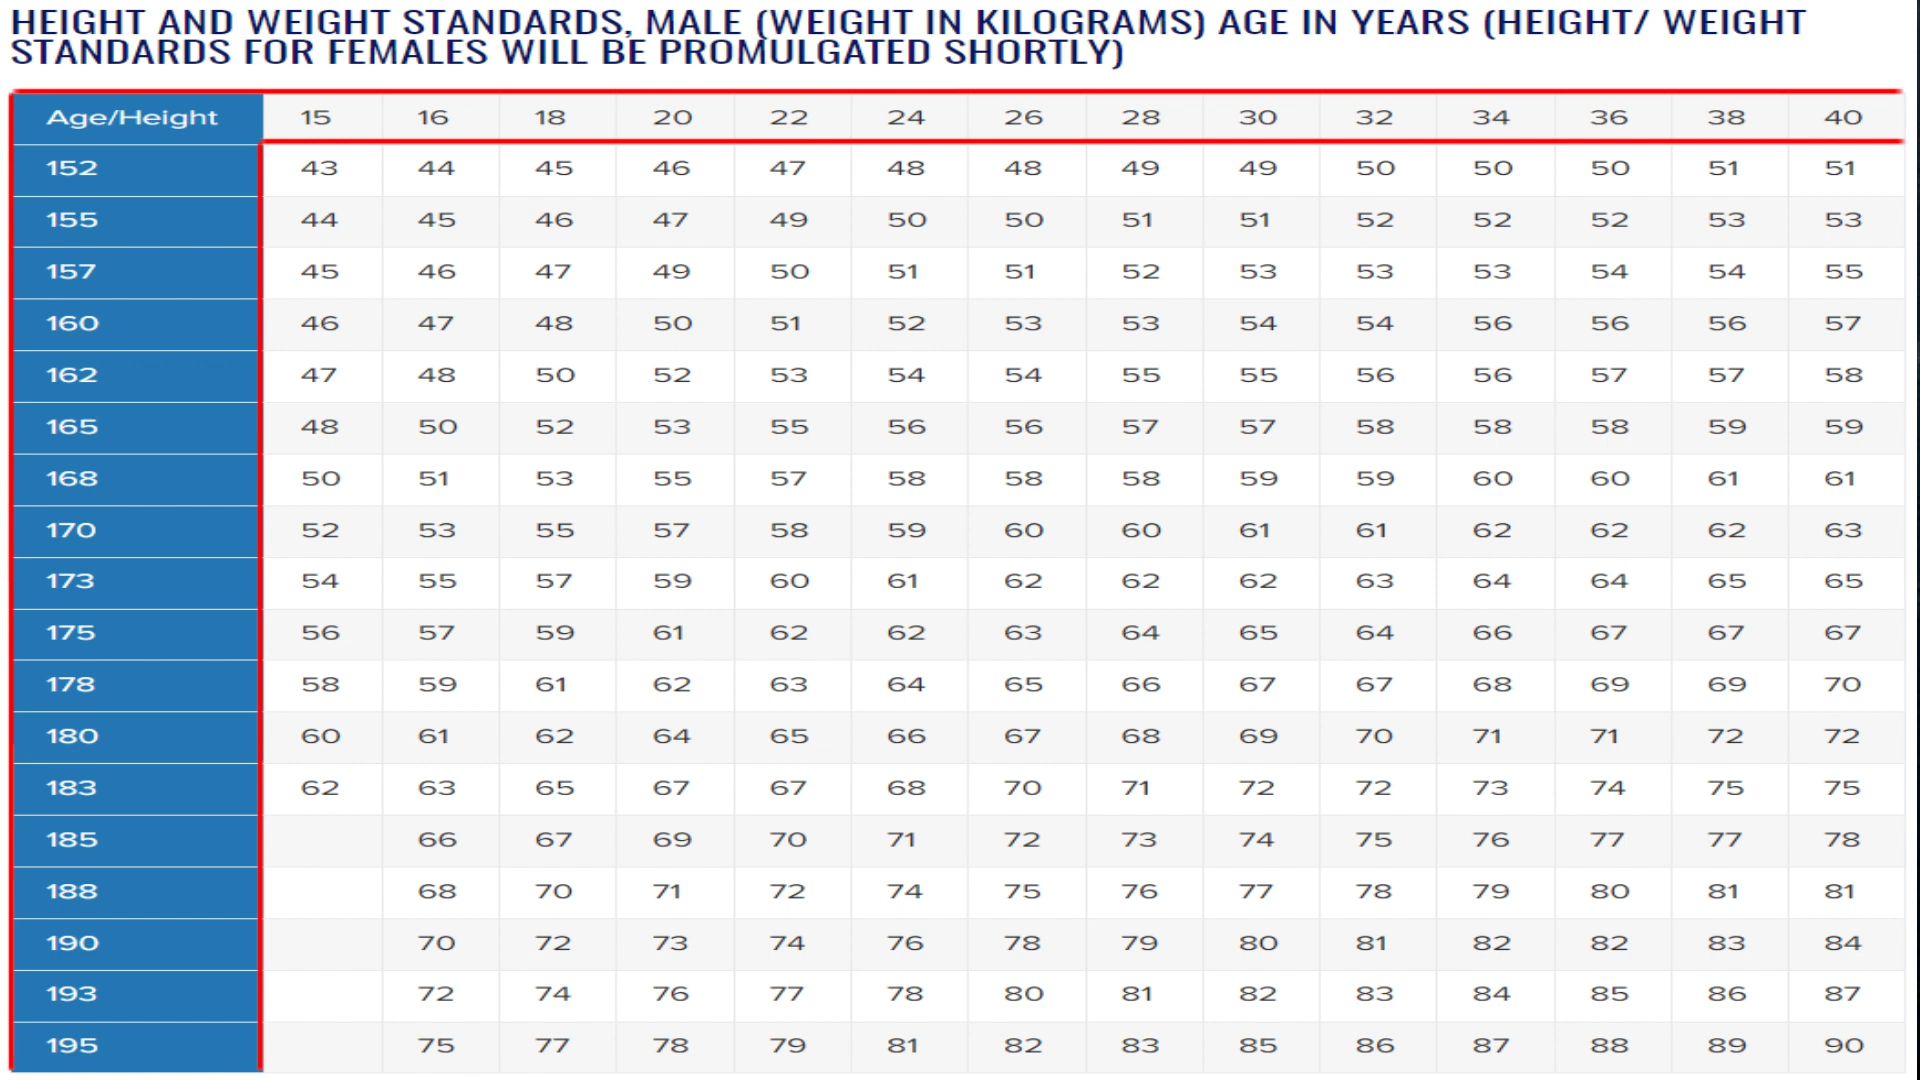 HEIGHT AND WEIGHT STANDARDS, MALE (WEIGHT IN KILOGRAMS) AGE IN YEARS (HEIGHT/ WEIGHT
STANDARDS FOR FEMALES WILL BE PROMULGATED SHORTLY)
Age/Height 15 16 18 20 22 24 26 28 30 32 34 36 38 40
152 43 44 45 46 47 48 48 49 49 50 50 50 51 51
155 44 45 46 47 49 50 50 51 51 52 52 52 53 53
157 45 46 47 49 50 51 51 52 53 53 53 54 54 55
160 46 47 48 50 51 52 53 53 54 54 56 56 56 57
162 47 48 50 52 53 54 54 55 55 56 56 57 57 58
165 48 50 52 53 55 56 56 57 57 58 58 58 59 59
168 50 51 53 55 57 58 58 58 59 59 60 60 61 61
170 52 53 55 57 58 59 60 60 61 61 62 62 62 63
173 54 55 57 59 60 61 62 62 62 63 64 64 65 65
175 56 57 59 61 62 62 63 64 65 64 66 67 67 67
178 58 59 61 62 63 64 65 66 67 67 68 69 69 70
180 60 61 62 64 65 66 67 68 69 70 71 71 72 72
183 62 63 65 67 67 68 70 71 72 72 73 74 75 75
185 66 67 69 70 71 72 73 74 75 76 77 77 78
188 68 70 71 72 74 75 76 77 78 79 80 81 81
190 70 72 73 74 76 78 79 80 81 82 82 83 84
193 72 74 76 77 78 80 81 82 83 84 85 86 87
195 75 77 78 79 81 82 83 85 86 87 88 89 90